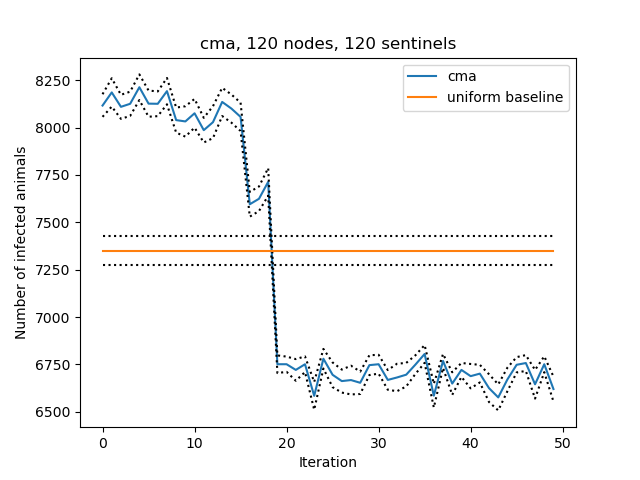 cma, 120 nodes, 120 sentinels
cma
uniform baseline
Number of infected animals
8250
8000
7750
7500
7250
7000
6750
6500
0 10 20 30 40 50
Iteration